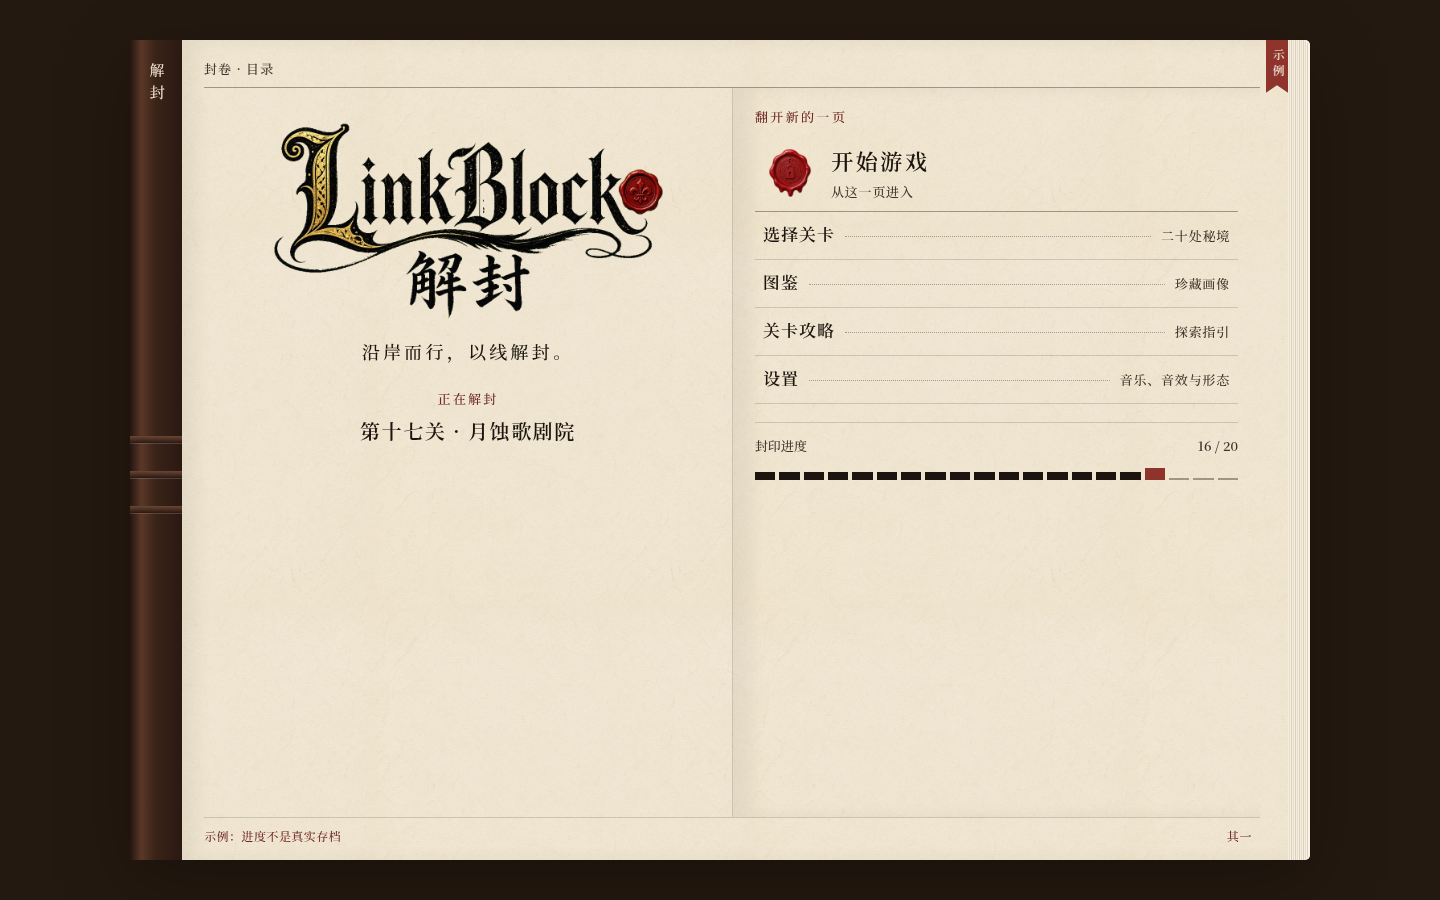 解封
封卷 · 目录
示例
LinkBlock
解封
沿岸而行，以线解封。
正在解封
第十七关 · 月蚀歌剧院
翻开新的一页
开始游戏
从这一页进入
选择关卡 二十处秘境
图鉴 珍藏画像
关卡攻略 探索指引
设置 音乐、音效与形态
封印进度 16 / 20
示例：进度不是真实存档 其一